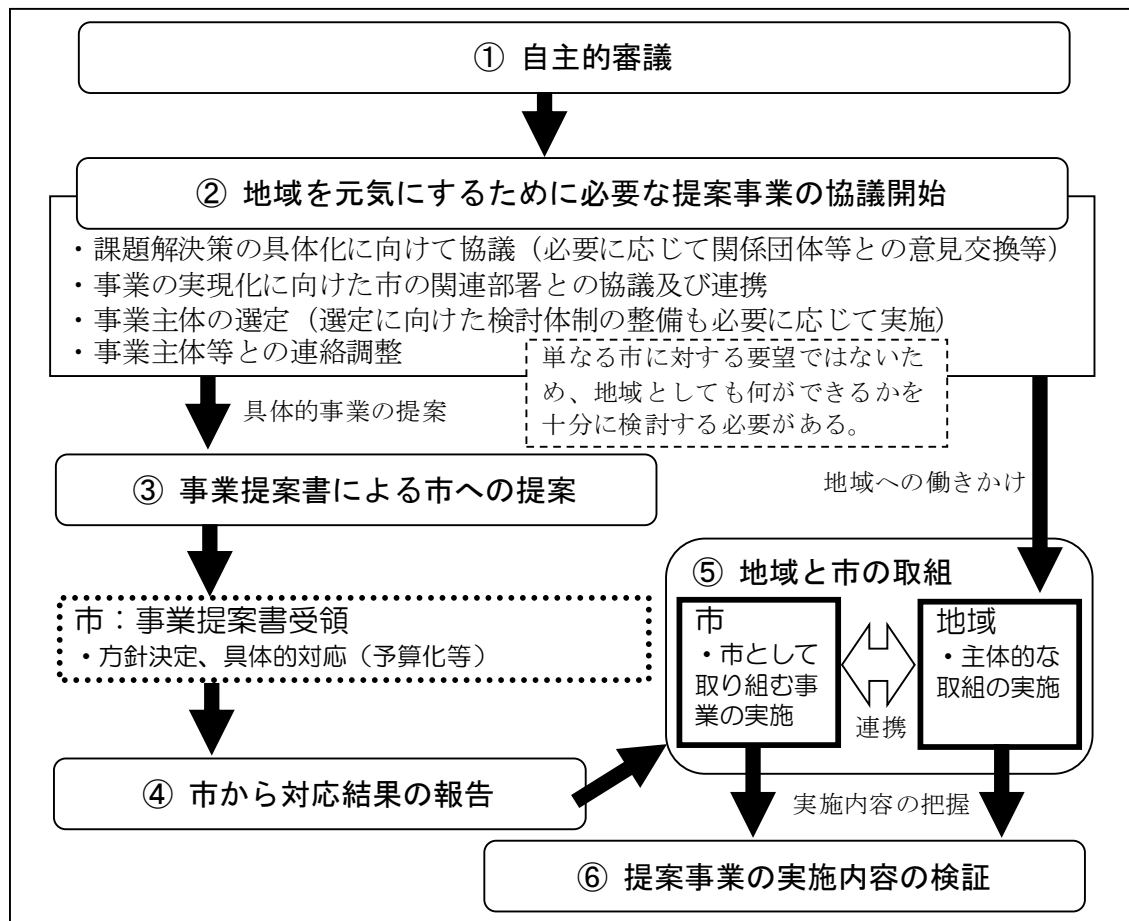 ① 自主的審議
② 地域を元気にするために必要な提案事業の協議開始
・課題解決策の具体化に向けて協議（必要に応じて関係団体等との意見交換等）
・事業の実現化に向けた市の関連部署との協議及び連携
・事業主体の選定（選定に向けた検討体制の整備も必要に応じて実施）
・事業主体等との連絡調整
単なる市に対する要望ではないた
め、地域としても何ができるかを
十分に検討する必要がある。
具体的事業の提案
③ 事業提案書による市への提案
地域への働きかけ
市：事業提案書受領
・方針決定、具体的対応（予算化等）
④ 市から対応結果の報告
⑤ 地域と市の取組
市
・市として
取り組む事
業の実施
連携
地域
・主体的な
取組の実施
実施内容の把握
⑥ 提案事業の実施内容の検証